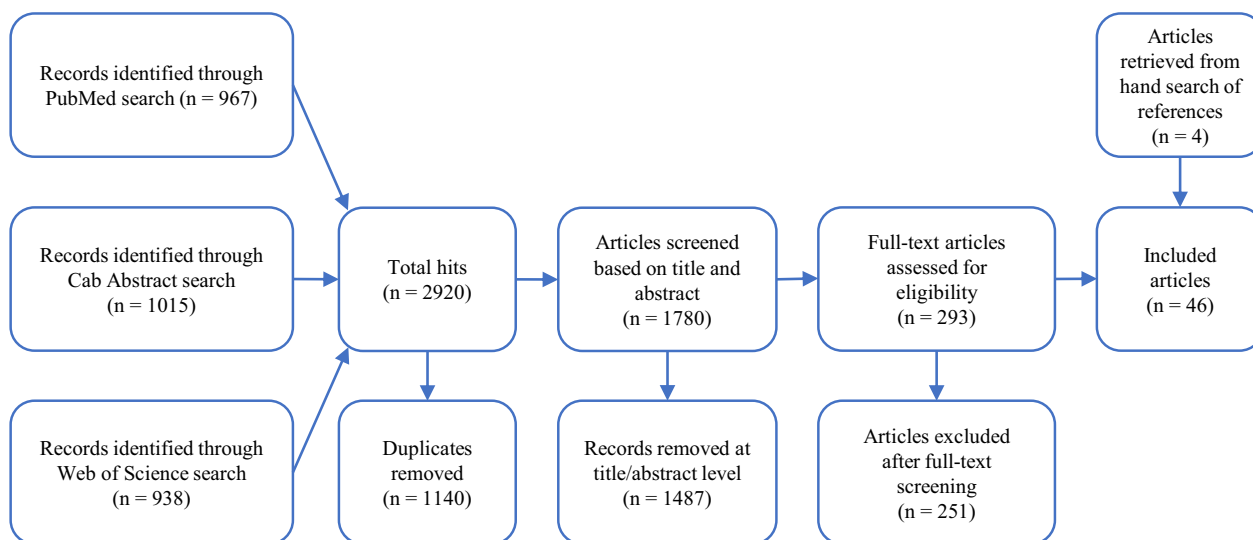 Records identified through
PubMed search (n = 967)
Articles
retrieved from
hand search of
references
(n = 4)
Records identified through
Cab Abstract search
(n = 1015)
Total hits
(n = 2920)
Articles screened
based on title and
abstract
(n = 1780)
Full-text articles
assessed for
eligibility
(n = 293)
Included
articles
(n = 46)
Records identified through
Web of Science search
(n = 938)
Duplicates
removed
(n = 1140)
Records removed at
title/abstract level
(n = 1487)
Articles excluded
after full-text
screening
(n = 251)